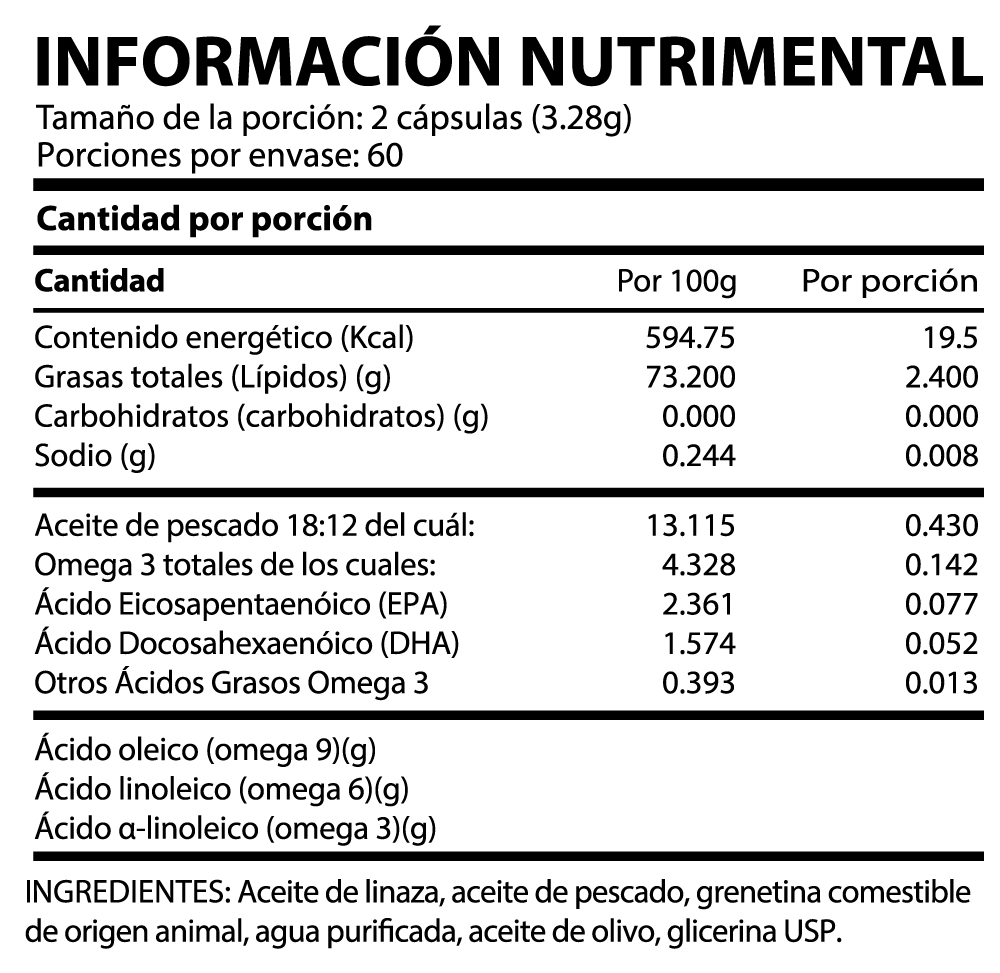 INFORMACIÓN NUTRIMENTAL
Tamaño de la porción: 2 cápsulas (3.28g)
Porciones por envase: 60
Cantidad por porción
Cantidad Por 100g Por porción
Contenido energético (Kcal) 594.75 19.5
Grasas totales (Lípidos) (g) 73.200 2.400
Carbohidratos (carbohidratos) (g) 0.000 0.000
Sodio (g) 0.244 0.008
Aceite de pescado 18:12 del cuál: 13.115 0.430
Omega 3 totales de los cuales: 4.328 0.142
Ácido Eicosapentaenóico (EPA) 2.361 0.077
Ácido Docosahexaenóico (DHA) 1.574 0.052
Otros Ácidos Grasos Omega 3 0.393 0.013
Ácido oleico (omega 9)(g)
Ácido linoleico (omega 6)(g)
Ácido α-linoleico (omega 3)(g)
INGREDIENTES: Aceite de linaza, aceite de pescado, grenetina comestible
de origen animal, agua purificada, aceite de olivo, glicerina USP.